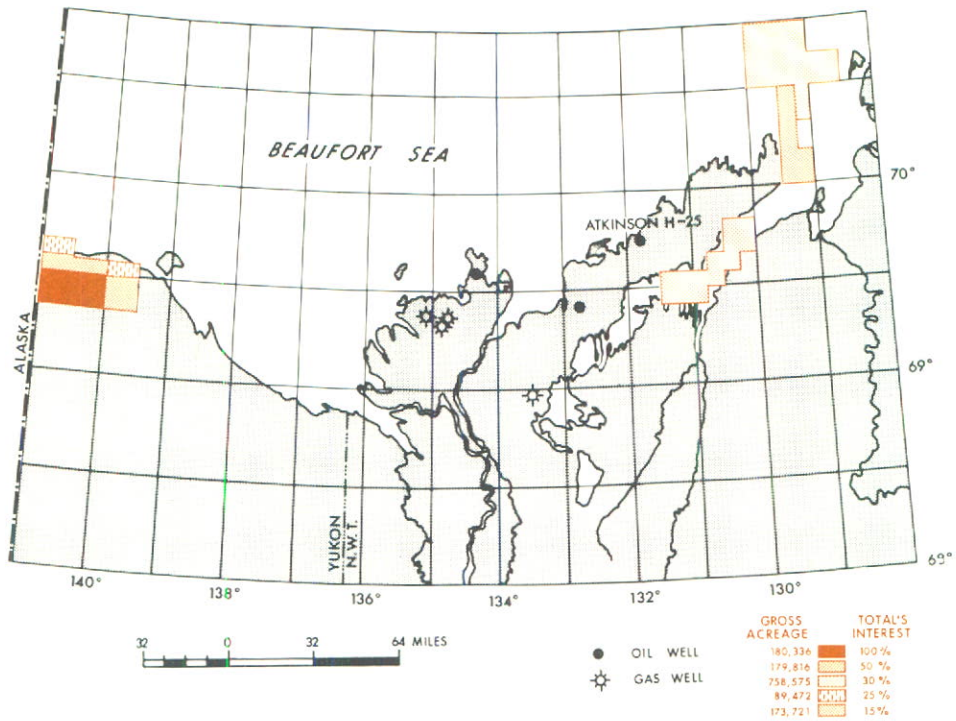 BEAUFORT SEA
70°
ATKINSON H-25
ALASKA
69°
YUKON
N.W.T.
68°
140°
138°
136°
134°
132°
130°
32 0 32 64 MILES
OIL WELL
GAS WELL
GROSS ACREAGE TOTAL'S INTEREST
180,336 100%
179,816 50%
758,575 30%
89,472 25%
173,721 15%